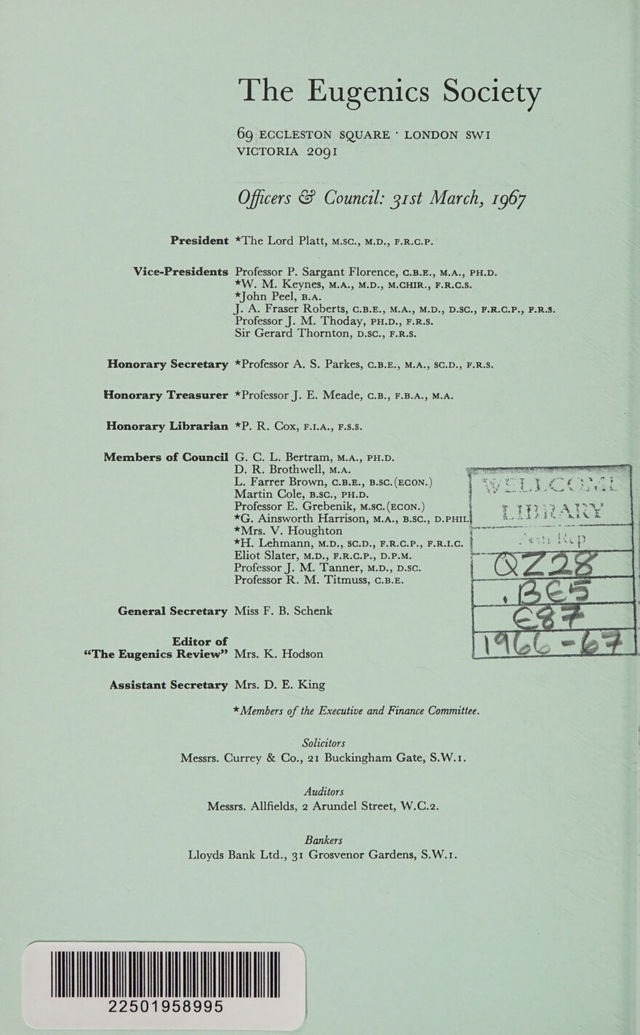 The Eugenics Society
69 ECCLESTON SQUARE · LONDON SW1
VICTORIA 2091
Officers & Council: 31st March, 1967
President *The Lord Platt, M.SC., M.D., F.R.C.P.
Vice-Presidents Professor P. Sargant Florence, C.B.E., M.A., PH.D.
*W. M. Keynes, M.A., M.D., M.CHIR., F.R.C.S.
*John Peel, B.A.
J. A. Fraser Roberts, C.B.E., M.A., M.D., D.SC., F.R.C.P., F.R.S.
Professor J. M. Thoday, PH.D., F.R.S.
Sir Gerard Thornton, D.SC., F.R.S.
Honorary Secretary *Professor A. S. Parkes, C.B.E., M.A., SC.D., F.R.S.
Honorary Treasurer *Professor J. E. Meade, C.B., F.B.A., M.A.
Honorary Librarian *P. R. Cox, F.I.A., F.S.S.
Members of Council G. C. L. Bertram, M.A., PH.D.
D. R. Brothwell, M.A.
L. Farrer Brown, C.B.E., B.SC.(ECON.)
Martin Cole, B.SC., PH.D.
Professor E. Grebenik, M.SC.(ECON.)
*G. Ainsworth Harrison, M.A., B.SC., D.PHIL
*Mrs. V. Houghton
*H. Lehmann, M.D., SC.D., F.R.C.P., F.R.I.C.
Eliot Slater, M.D., F.R.C.P., D.P.M.
Professor J. M. Tanner, M.D., D.SC.
Professor R. M. Titmuss, C.B.E.
WELLCOME
LIBRARY
Rep
QZ28
.BE5
E87
1966-67
General Secretary Miss F. B. Schenk
Editor of
“The Eugenics Review” Mrs. K. Hodson
Assistant Secretary Mrs. D. E. King
*Members of the Executive and Finance Committee.
Solicitors
Messrs. Currey & Co., 21 Buckingham Gate, S.W.1.
Auditors
Messrs. Allfields, 2 Arundel Street, W.C.2.
Bankers
Lloyds Bank Ltd., 31 Grosvenor Gardens, S.W.1.
22501958995